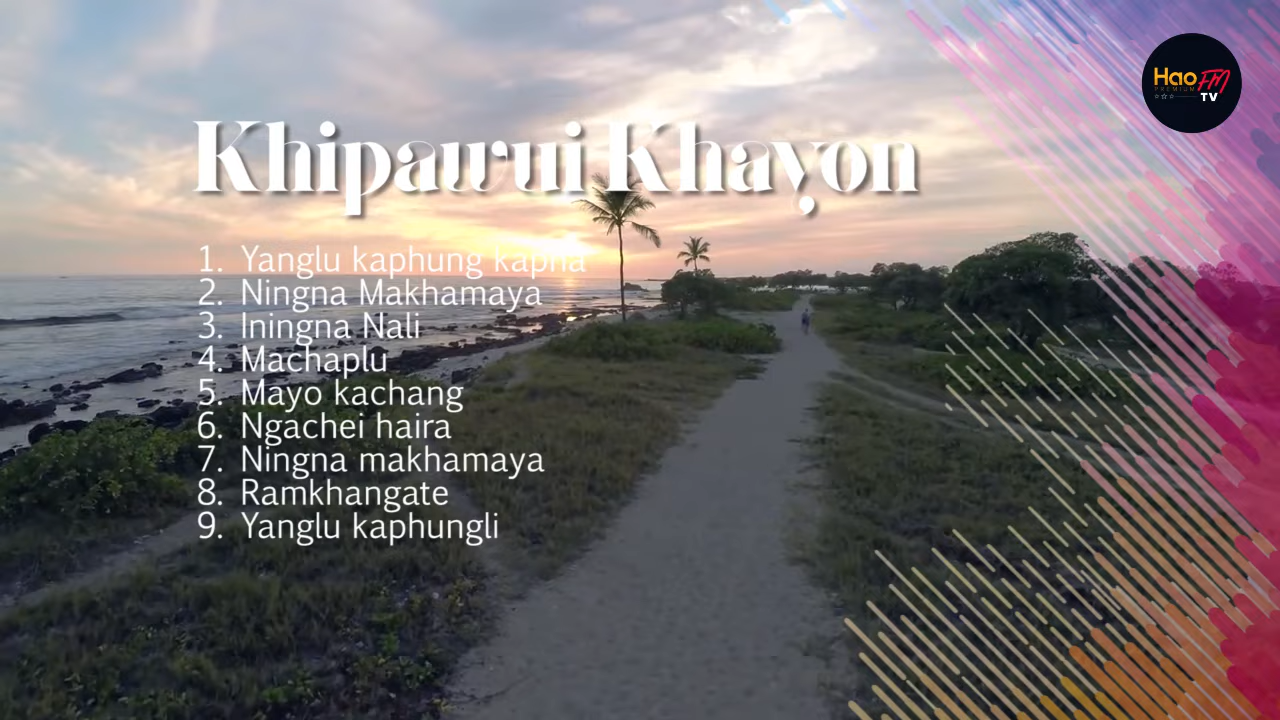 Hao FM
PREMIUM
TV
Khipawui Khayon
1. Yanglu kaphung kapha
2. Ningna Makhamaya
3. Iningna Nali
4. Machaplu
5. Mayo kachang
6. Ngachei haira
7. Ningna makhamaya
8. Ramkhangate
9. Yanglu kaphungli